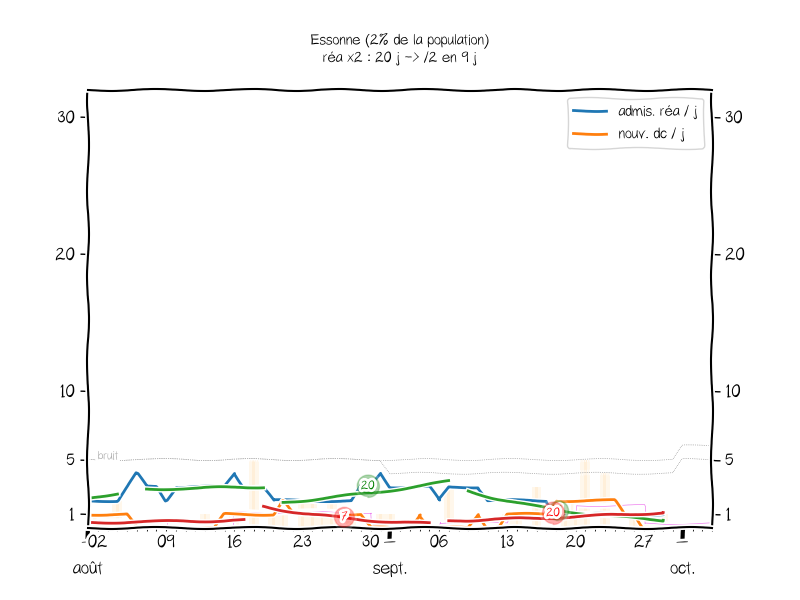 Essonne (2% de la population)
réa x2 : 20 j -> /2 en 9 j
admis. réa / j
nouv. dc / j
30
30
20
20
10
10
5
5
bruit
1
1
20
7
20
02 09 16 23 30 06 13 20 27
août sept. oct.